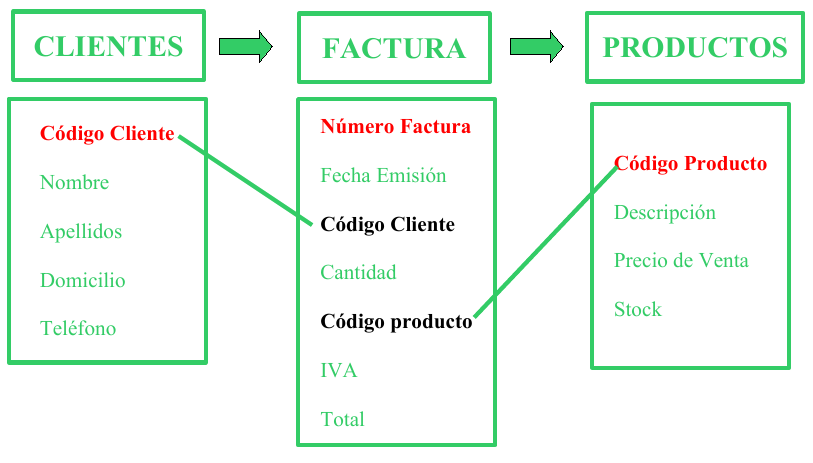 CLIENTES
FACTURA
PRODUCTOS
Código Cliente
Nombre
Apellidos
Domicilio
Teléfono
Número Factura
Fecha Emisión
Código Cliente
Cantidad
Código producto
IVA
Total
Código Producto
Descripción
Precio de Venta
Stock